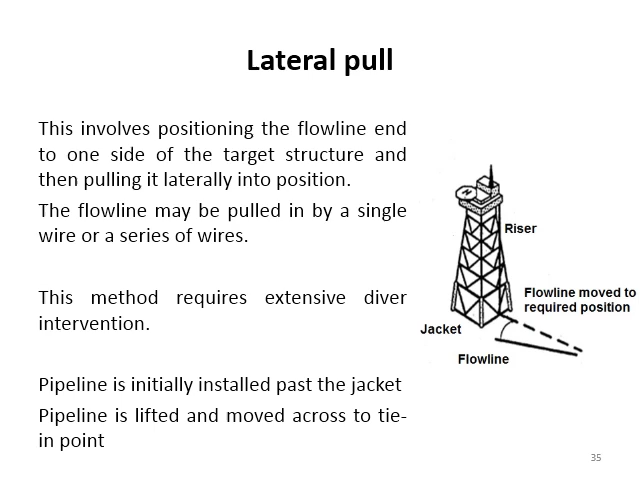 Lateral pull
This involves positioning the flowline end
to one side of the target structure and
then pulling it laterally into position.
The flowline may be pulled in by a single
wire or a series of wires.
This method requires extensive diver
intervention.
Pipeline is initially installed past the jacket
Pipeline is lifted and moved across to tie-
in point
Riser
Flowline moved to
required position
Jacket
Flowline
35